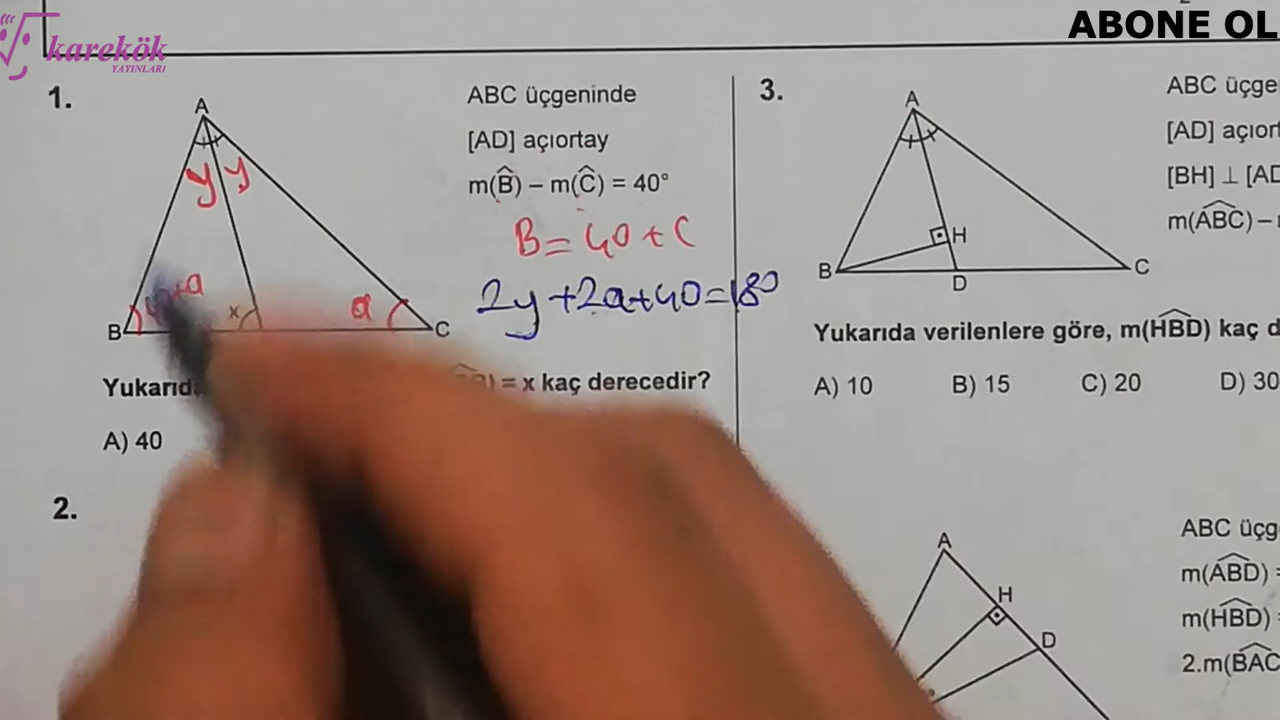 ABONE OL
karekök
YAYINLARI
1.
A
y y
40+a
x
a
B
C
ABC üçgeninde
[AD] açıortay
m(B̂) – m(Ĉ) = 40°
B = 40 + C
2y + 2a + 40 = 180
Yukarıd
= x kaç derecedir?
A) 40
2.
3.
A
H
B
D
C
ABC üçge
[AD] açıor
[BH] ⊥ [AD
m(ABC) –
Yukarıda verilenlere göre, m(HBD) kaç d
A) 10 B) 15 C) 20 D) 30
A
H
D
ABC üçg
m(ABD) =
m(HBD) =
2.m(BAC